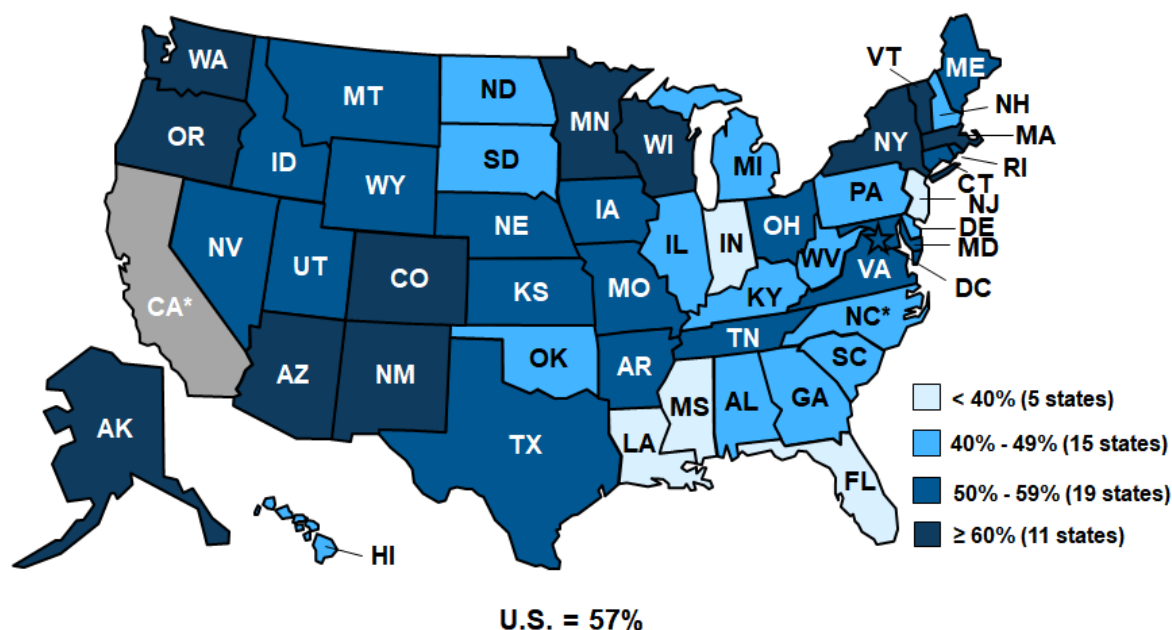 WA
MT
ND
MN
VT
ME
NH
MA
OR
ID
SD
WI
MI
NY
RI
CT
WY
IA
PA
NJ
NE
OH
DE
NV
UT
CO
IL
IN
WV
MD
VA
DC
CA*
KS
MO
KY
NC*
TN
AZ
NM
OK
AR
SC
MS
AL
GA
AK
TX
LA
FL
HI
< 40% (5 states)
40% - 49% (15 states)
50% - 59% (19 states)
≥ 60% (11 states)
U.S. = 57%